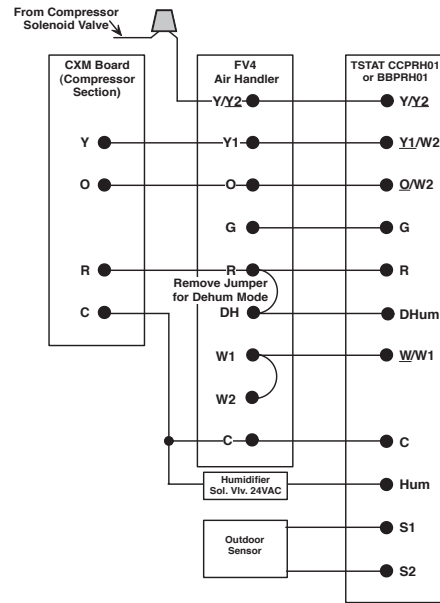 From Compressor
Solenoid Valve
CXM Board
(Compressor
Section)
Y
O
R
C
FV4
Air Handler
Y/Y2
Y1
O
G
R
Remove Jumper
for Dehum Mode
DH
W1
W2
C
Humidifier
Sol. Vlv. 24VAC
Outdoor
Sensor
TSTAT CCPRH01
or BBPRH01
Y/Y2
Y1/W2
O/W2
G
R
DHum
W/W1
C
Hum
S1
S2